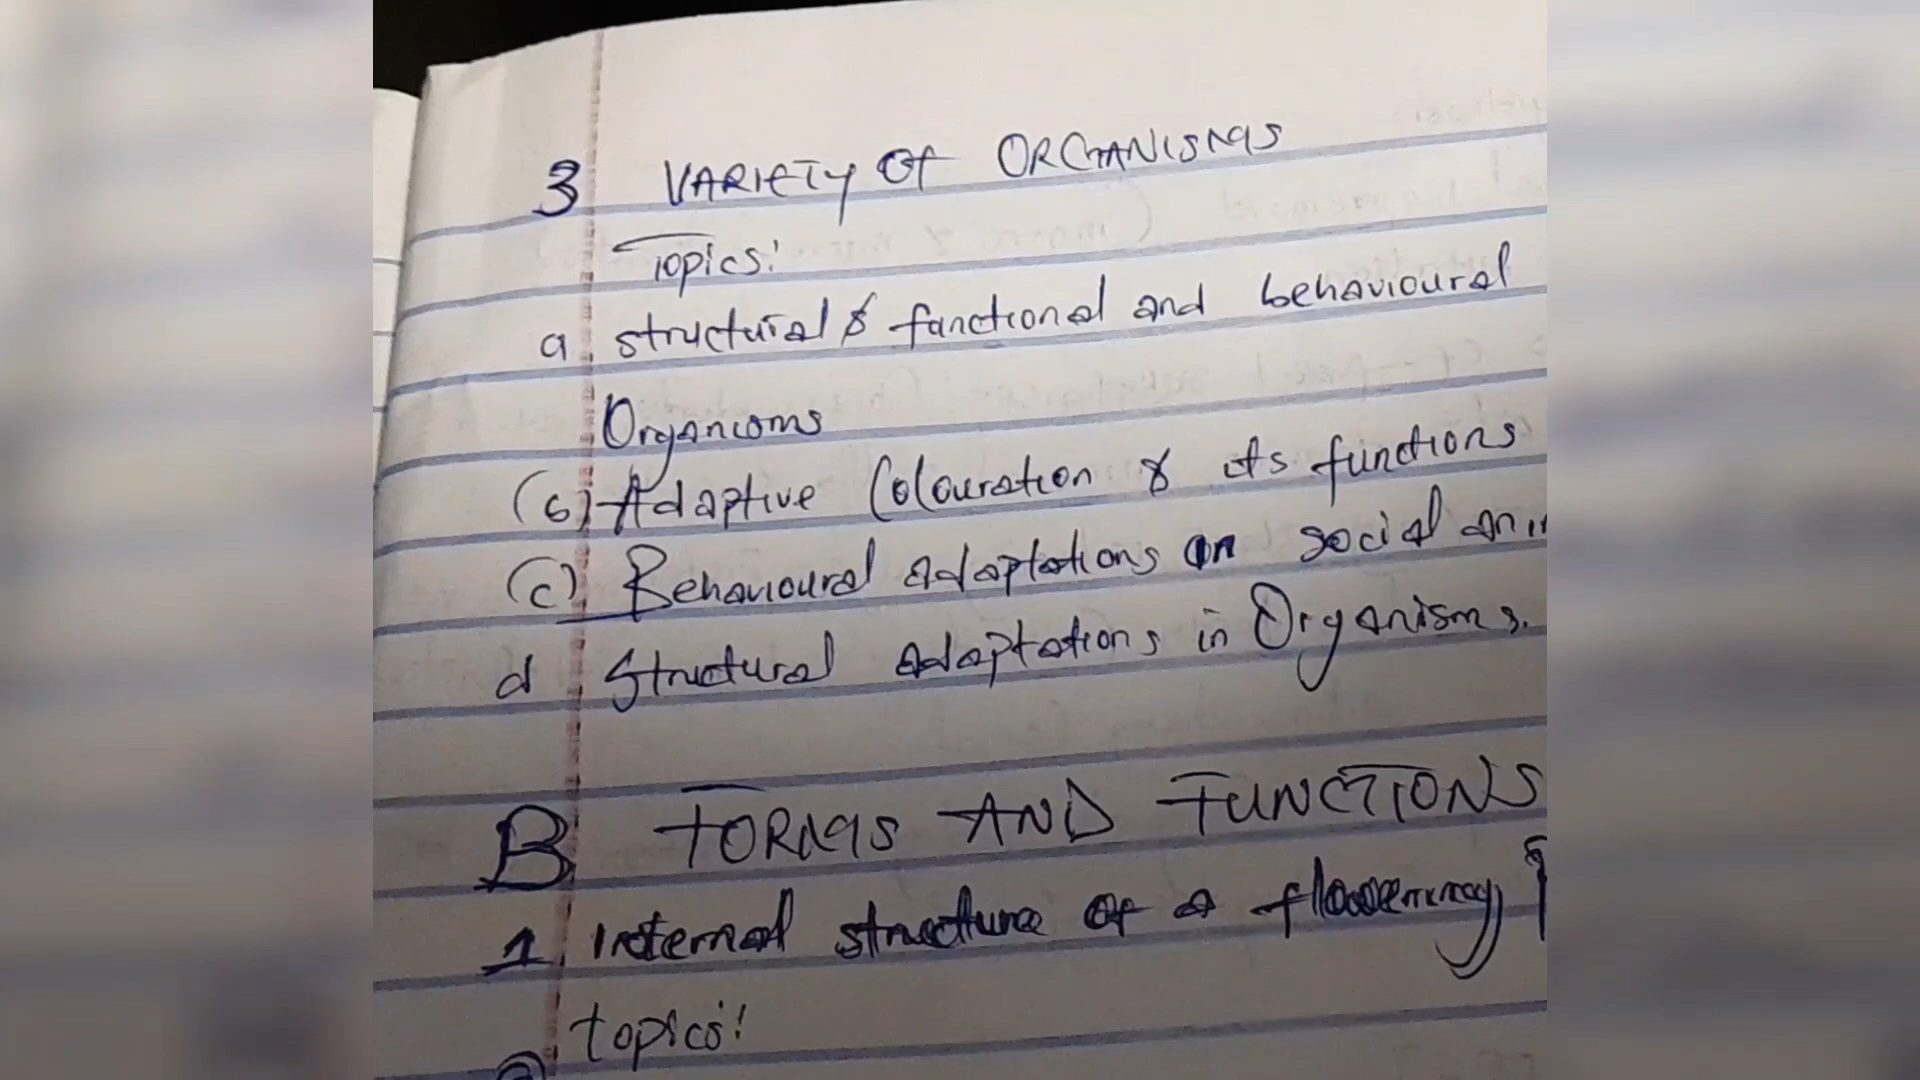 3 VARIETY OF ORGANISMS
Topics:
a structural & functional and behavioural
Organisms
(b) Adaptive Colouration & its functions
(c) Behavioural adaptations in social
d structural adaptations in Organisms.
B FORMS AND FUNCTIONS
1 internal structure of a flowering
topics: